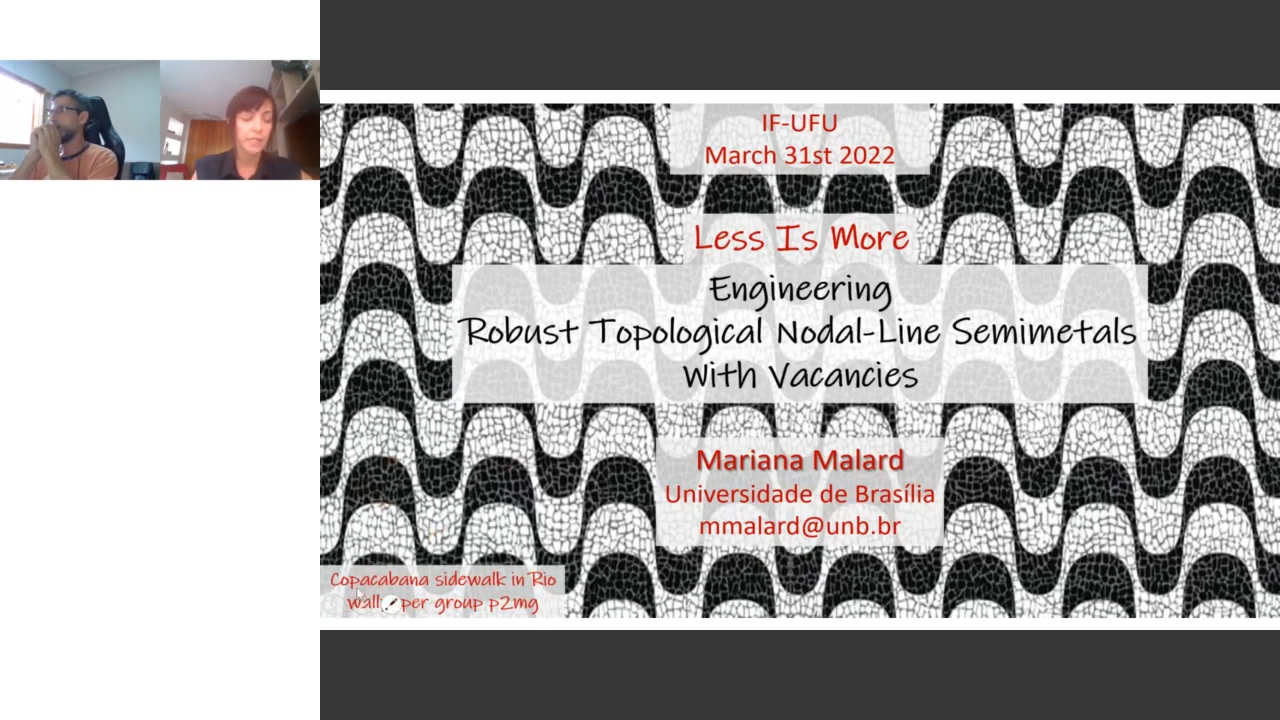 IF-UFU
March 31st 2022
Less Is More
Engineering
Robust Topological Nodal-Line Semimetals
With Vacancies
Mariana Malard
Universidade de Brasília
mmalard@unb.br
Copacabana sidewalk in Rio
wallpaper group p2mg